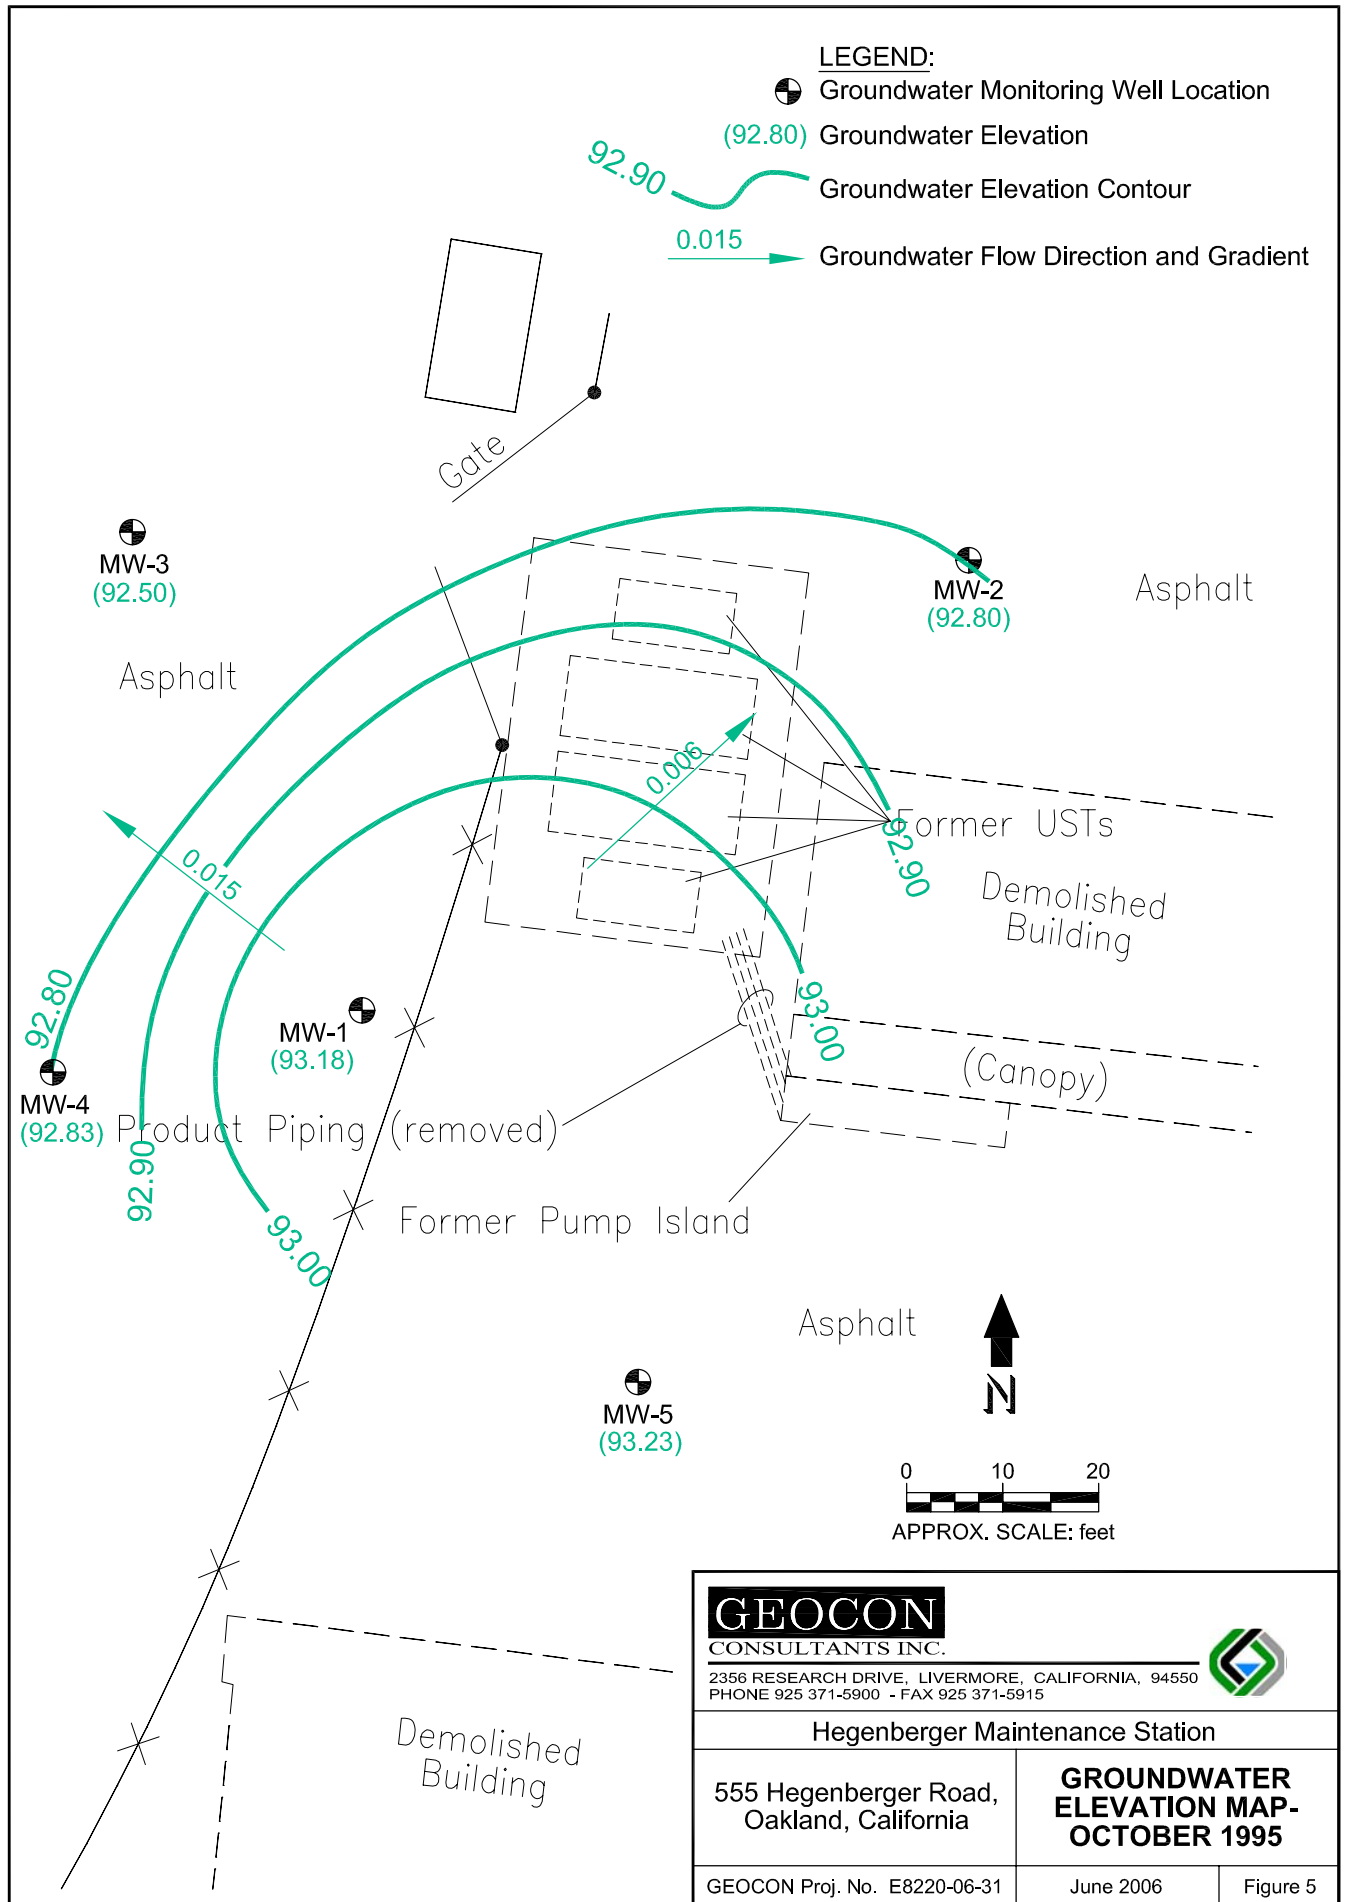 LEGEND:
Groundwater Monitoring Well Location
(92.80) Groundwater Elevation
92.90 Groundwater Elevation Contour
0.015 Groundwater Flow Direction and Gradient
Gate
MW-3
(92.50)
MW-2
(92.80)
Asphalt
Asphalt
0.006
Former USTs
92.90
0.015
Demolished
Building
92.80
93.00
MW-1
(93.18)
(Canopy)
MW-4
(92.83)
Product Piping (removed)
92.90
93.00
Former Pump Island
Asphalt
N
MW-5
(93.23)
0 10 20
APPROX. SCALE: feet
Demolished
Building
GEOCON
CONSULTANTS INC.
2356 RESEARCH DRIVE, LIVERMORE, CALIFORNIA, 94550
PHONE 925 371-5900 - FAX 925 371-5915
Hegenberger Maintenance Station
555 Hegenberger Road,
Oakland, California
GROUNDWATER
ELEVATION MAP-
OCTOBER 1995
GEOCON Proj. No. E8220-06-31
June 2006
Figure 5